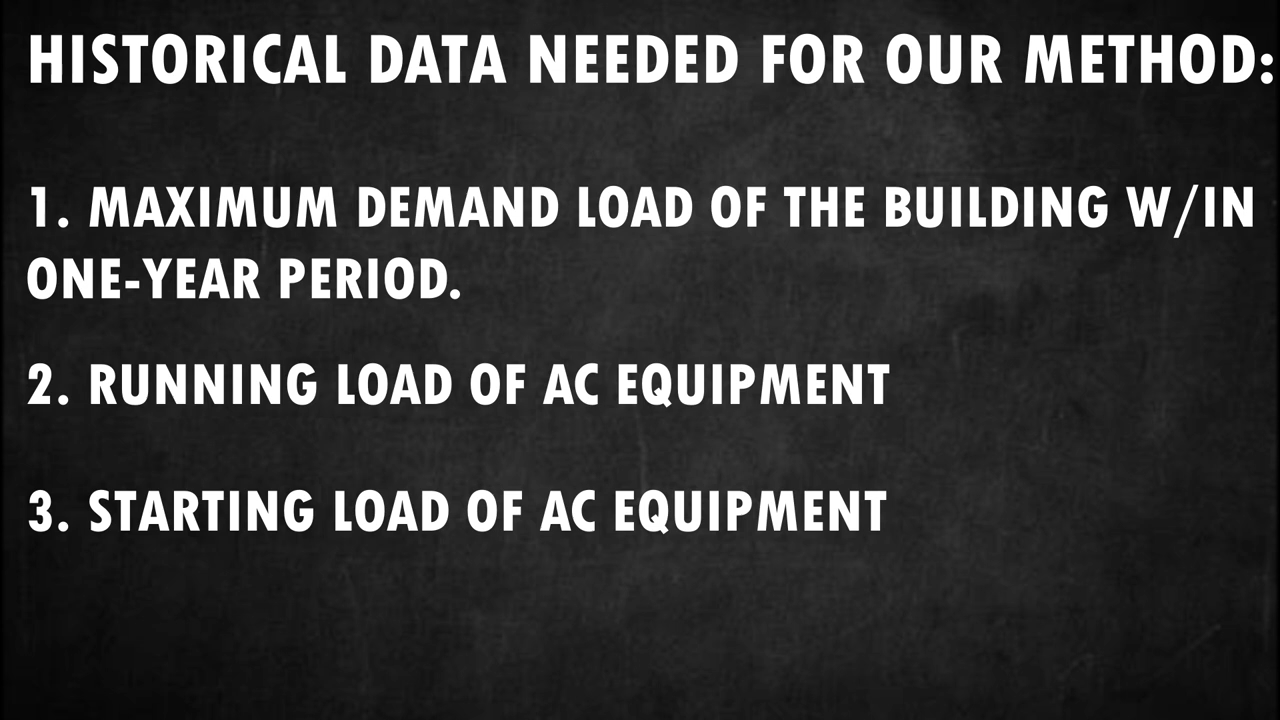 HISTORICAL DATA NEEDED FOR OUR METHOD:
1. MAXIMUM DEMAND LOAD OF THE BUILDING W/IN
ONE-YEAR PERIOD.
2. RUNNING LOAD OF AC EQUIPMENT
3. STARTING LOAD OF AC EQUIPMENT